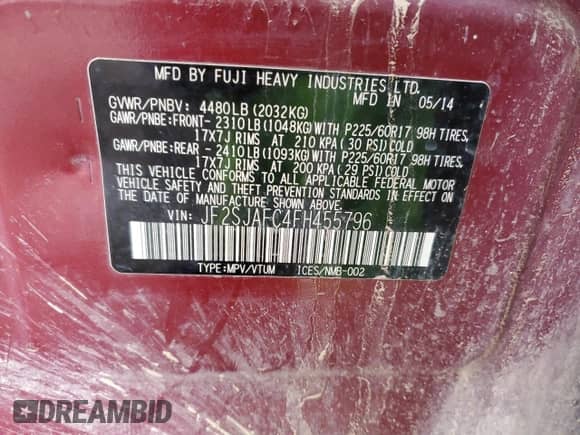 MFD BY FUJI HEAVY INDUSTRIES LTD.
MFD IN 05/14
GVWR/PNBV: 4480LB (2032KG)
GAWR/PNBE:FRONT- 2310LB(1048KG)WITH P225/60R17 98H TIRES,
17X7J RIMS AT 210 KPA( 30 PSI)COLD
GAWR/PNBE:REAR - 2410LB(1093KG)WITH P225/60R17 98H TIRES,
17X7J RIMS AT 200 KPA( 29 PSI)COLD
THIS VEHICLE CONFORMS TO ALL APPLICABLE FEDERAL MOTOR
VEHICLE SAFETY AND THEFT PREVENTION STANDARDS IN EFFECT ON
THE DATE OF MANUFACTURE SHOWN ABOVE.
VIN: JF2SJAFC4FH455796
TYPE:MPV/VTUM ICES/NMB-002
DREAMBID